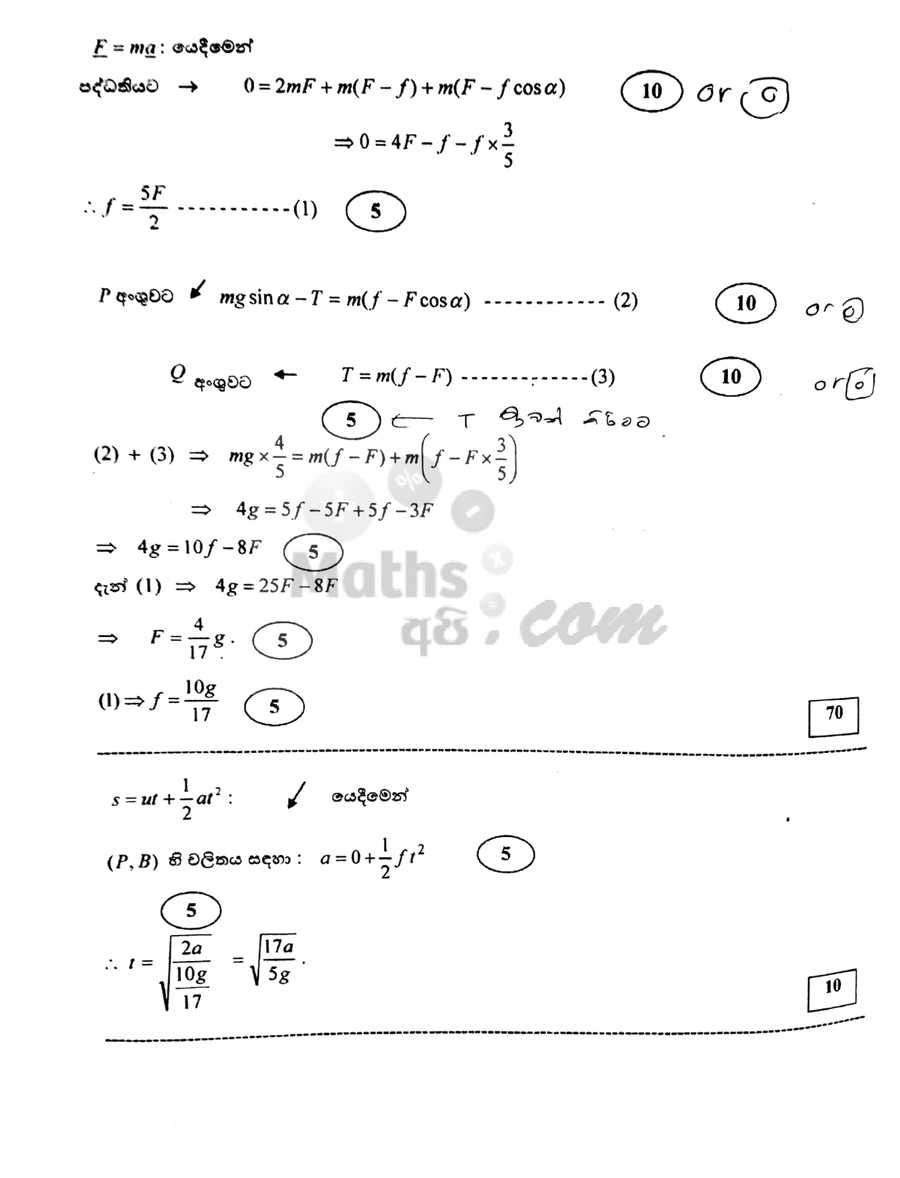 F = ma : යෙදීමෙන්
පද්ධතියට → 0 = 2mF + m(F − f) + m(F − f cos α) 10 or 0
⇒ 0 = 4F − f − f × 3/5
∴ f = 5F/2 -----------(1) 5
P අංශුවට ↙ mg sin α − T = m(f − F cos α) ------------ (2) 10 or 0
Q අංශුවට ← T = m(f − F) -------------(3) 10 or 0
5 ← T ඉවත් කිරීමට
(2) + (3) ⇒ mg × 4/5 = m(f − F) + m(f − F × 3/5)
⇒ 4g = 5f − 5F + 5f − 3F
⇒ 4g = 10f − 8F 5
Maths
දැන් (1) ⇒ 4g = 25F − 8F
අපි : .com
⇒ F = 4/17 g . 5
(1) ⇒ f = 10g/17 5
70
s = ut + 1/2 at² : ↙ යෙදීමෙන්
(P, B) හි චලිතය සඳහා : a = 0 + 1/2 f t² 5
5
∴ t = √(2a/(10g/17)) = √(17a/5g) .
10